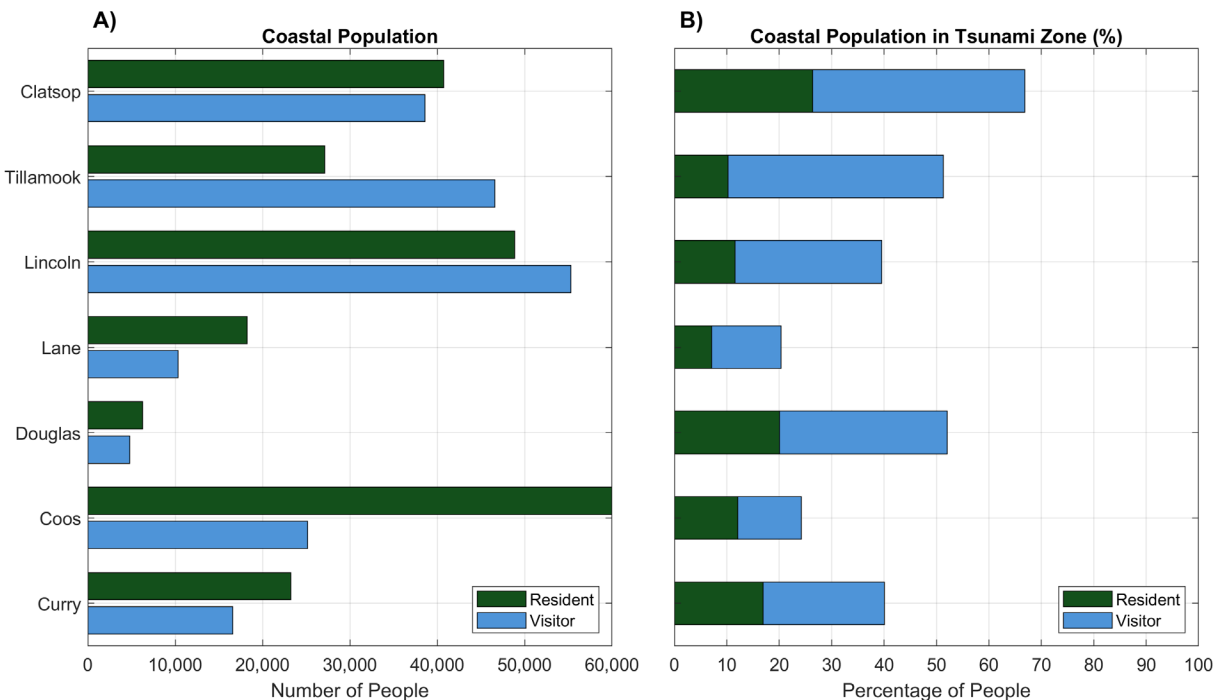 A)
Coastal Population
Clatsop
Tillamook
Lincoln
Lane
Douglas
Coos
Curry
Resident
Visitor
0 10,000 20,000 30,000 40,000 50,000 60,000
Number of People
B)
Coastal Population in Tsunami Zone (%)
Resident
Visitor
0 10 20 30 40 50 60 70 80 90 100
Percentage of People